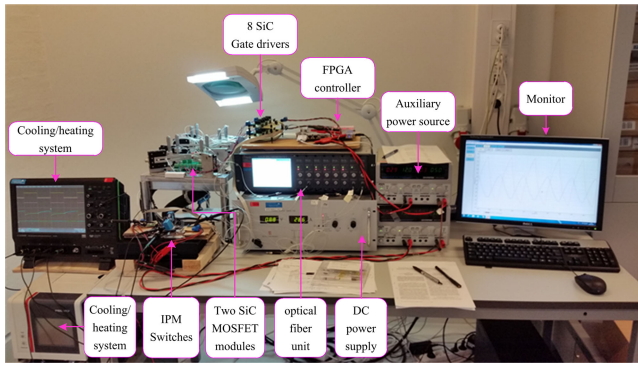 8 SiC
Gate drivers
FPGA
controller
Auxiliary
power source
Monitor
Cooling/heating
system
Cooling/
heating
system
IPM
Switches
Two SiC
MOSFET
modules
optical
fiber
unit
DC
power
supply